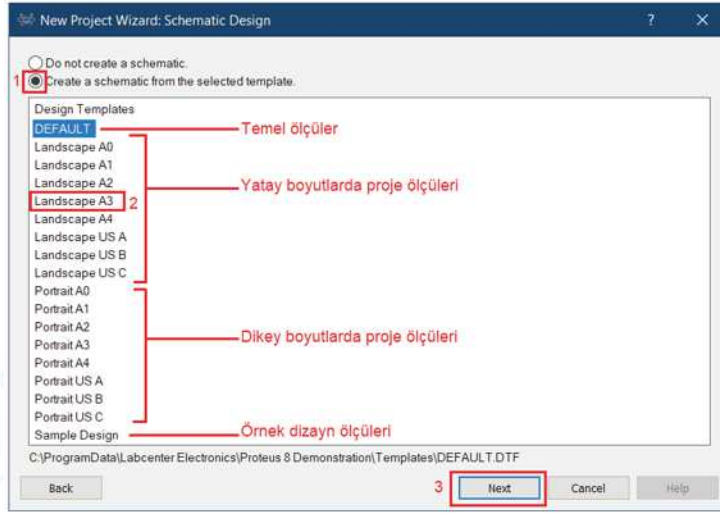 New Project Wizard: Schematic Design ? ×
Do not create a schematic.
1 Create a schematic from the selected template.
Design Templates
DEFAULT Temel ölçüler
Landscape A0
Landscape A1
Landscape A2 Yatay boyutlarda proje ölçüleri
Landscape A3 2
Landscape A4
Landscape US A
Landscape US B
Landscape US C
Portrait A0
Portrait A1
Portrait A2
Portrait A3 Dikey boyutlarda proje ölçüleri
Portrait A4
Portrait US A
Portrait US B
Portrait US C
Sample Design Örnek dizayn ölçüleri
C:\ProgramData\Labcenter Electronics\Proteus 8 Demonstration\Templates\DEFAULT.DTF
Back 3 Next Cancel Help